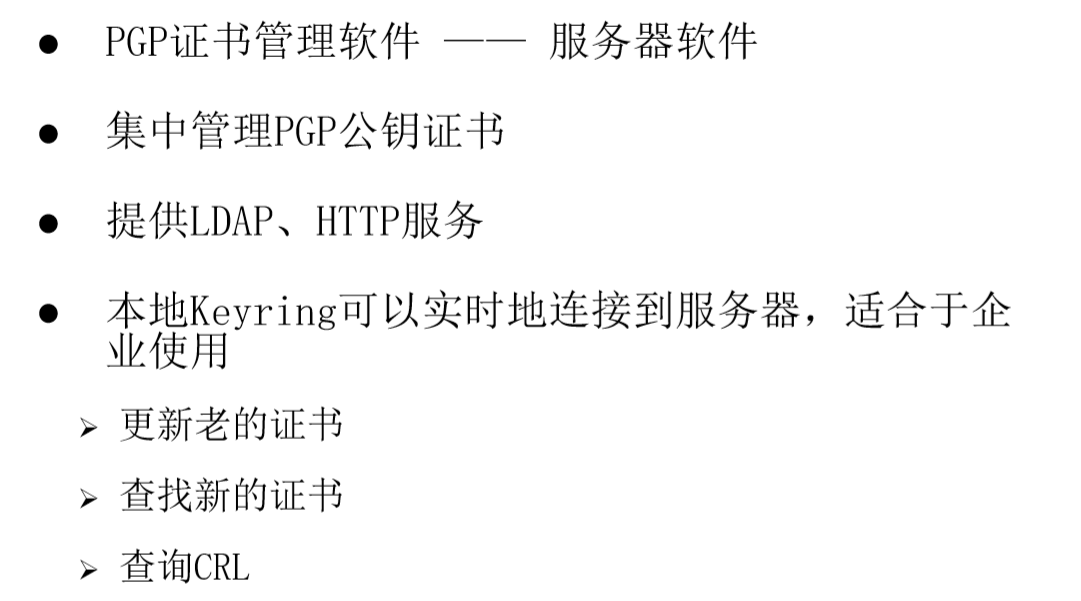 ● PGP证书管理软件 —— 服务器软件
● 集中管理PGP公钥证书
● 提供LDAP、HTTP服务
● 本地Keyring可以实时地连接到服务器，适合于企
业使用
➢ 更新老的证书
➢ 查找新的证书
➢ 查询CRL